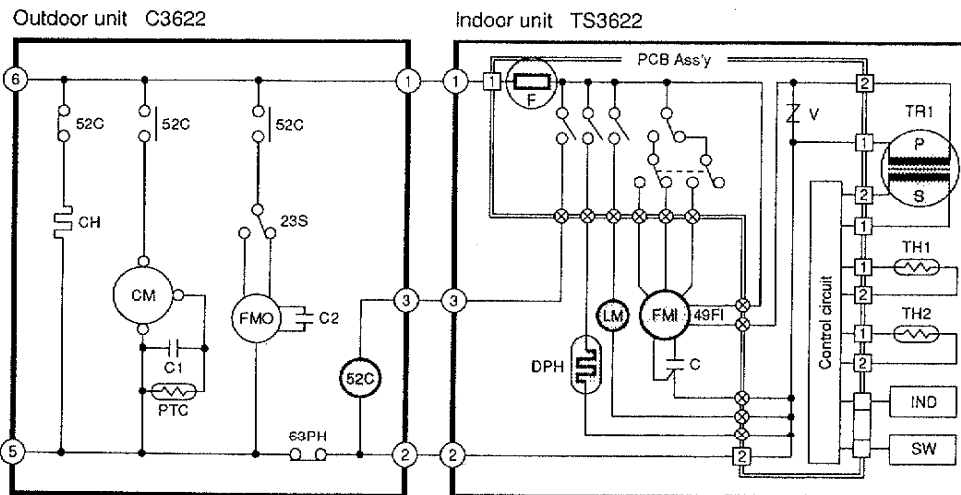 Outdoor unit C3622
Indoor unit TS3622
PCB Ass'y
6
1
1
1
F
2
52C
52C
52C
V
TR1
1
P
2
S
1
CH
23S
TH1
1
2
CM
FMO
C2
3
3
LM
FMI
49FI
Control circuit
TH2
1
2
C1
DPH
C
52C
PTC
IND
63PH
SW
5
2
2
2